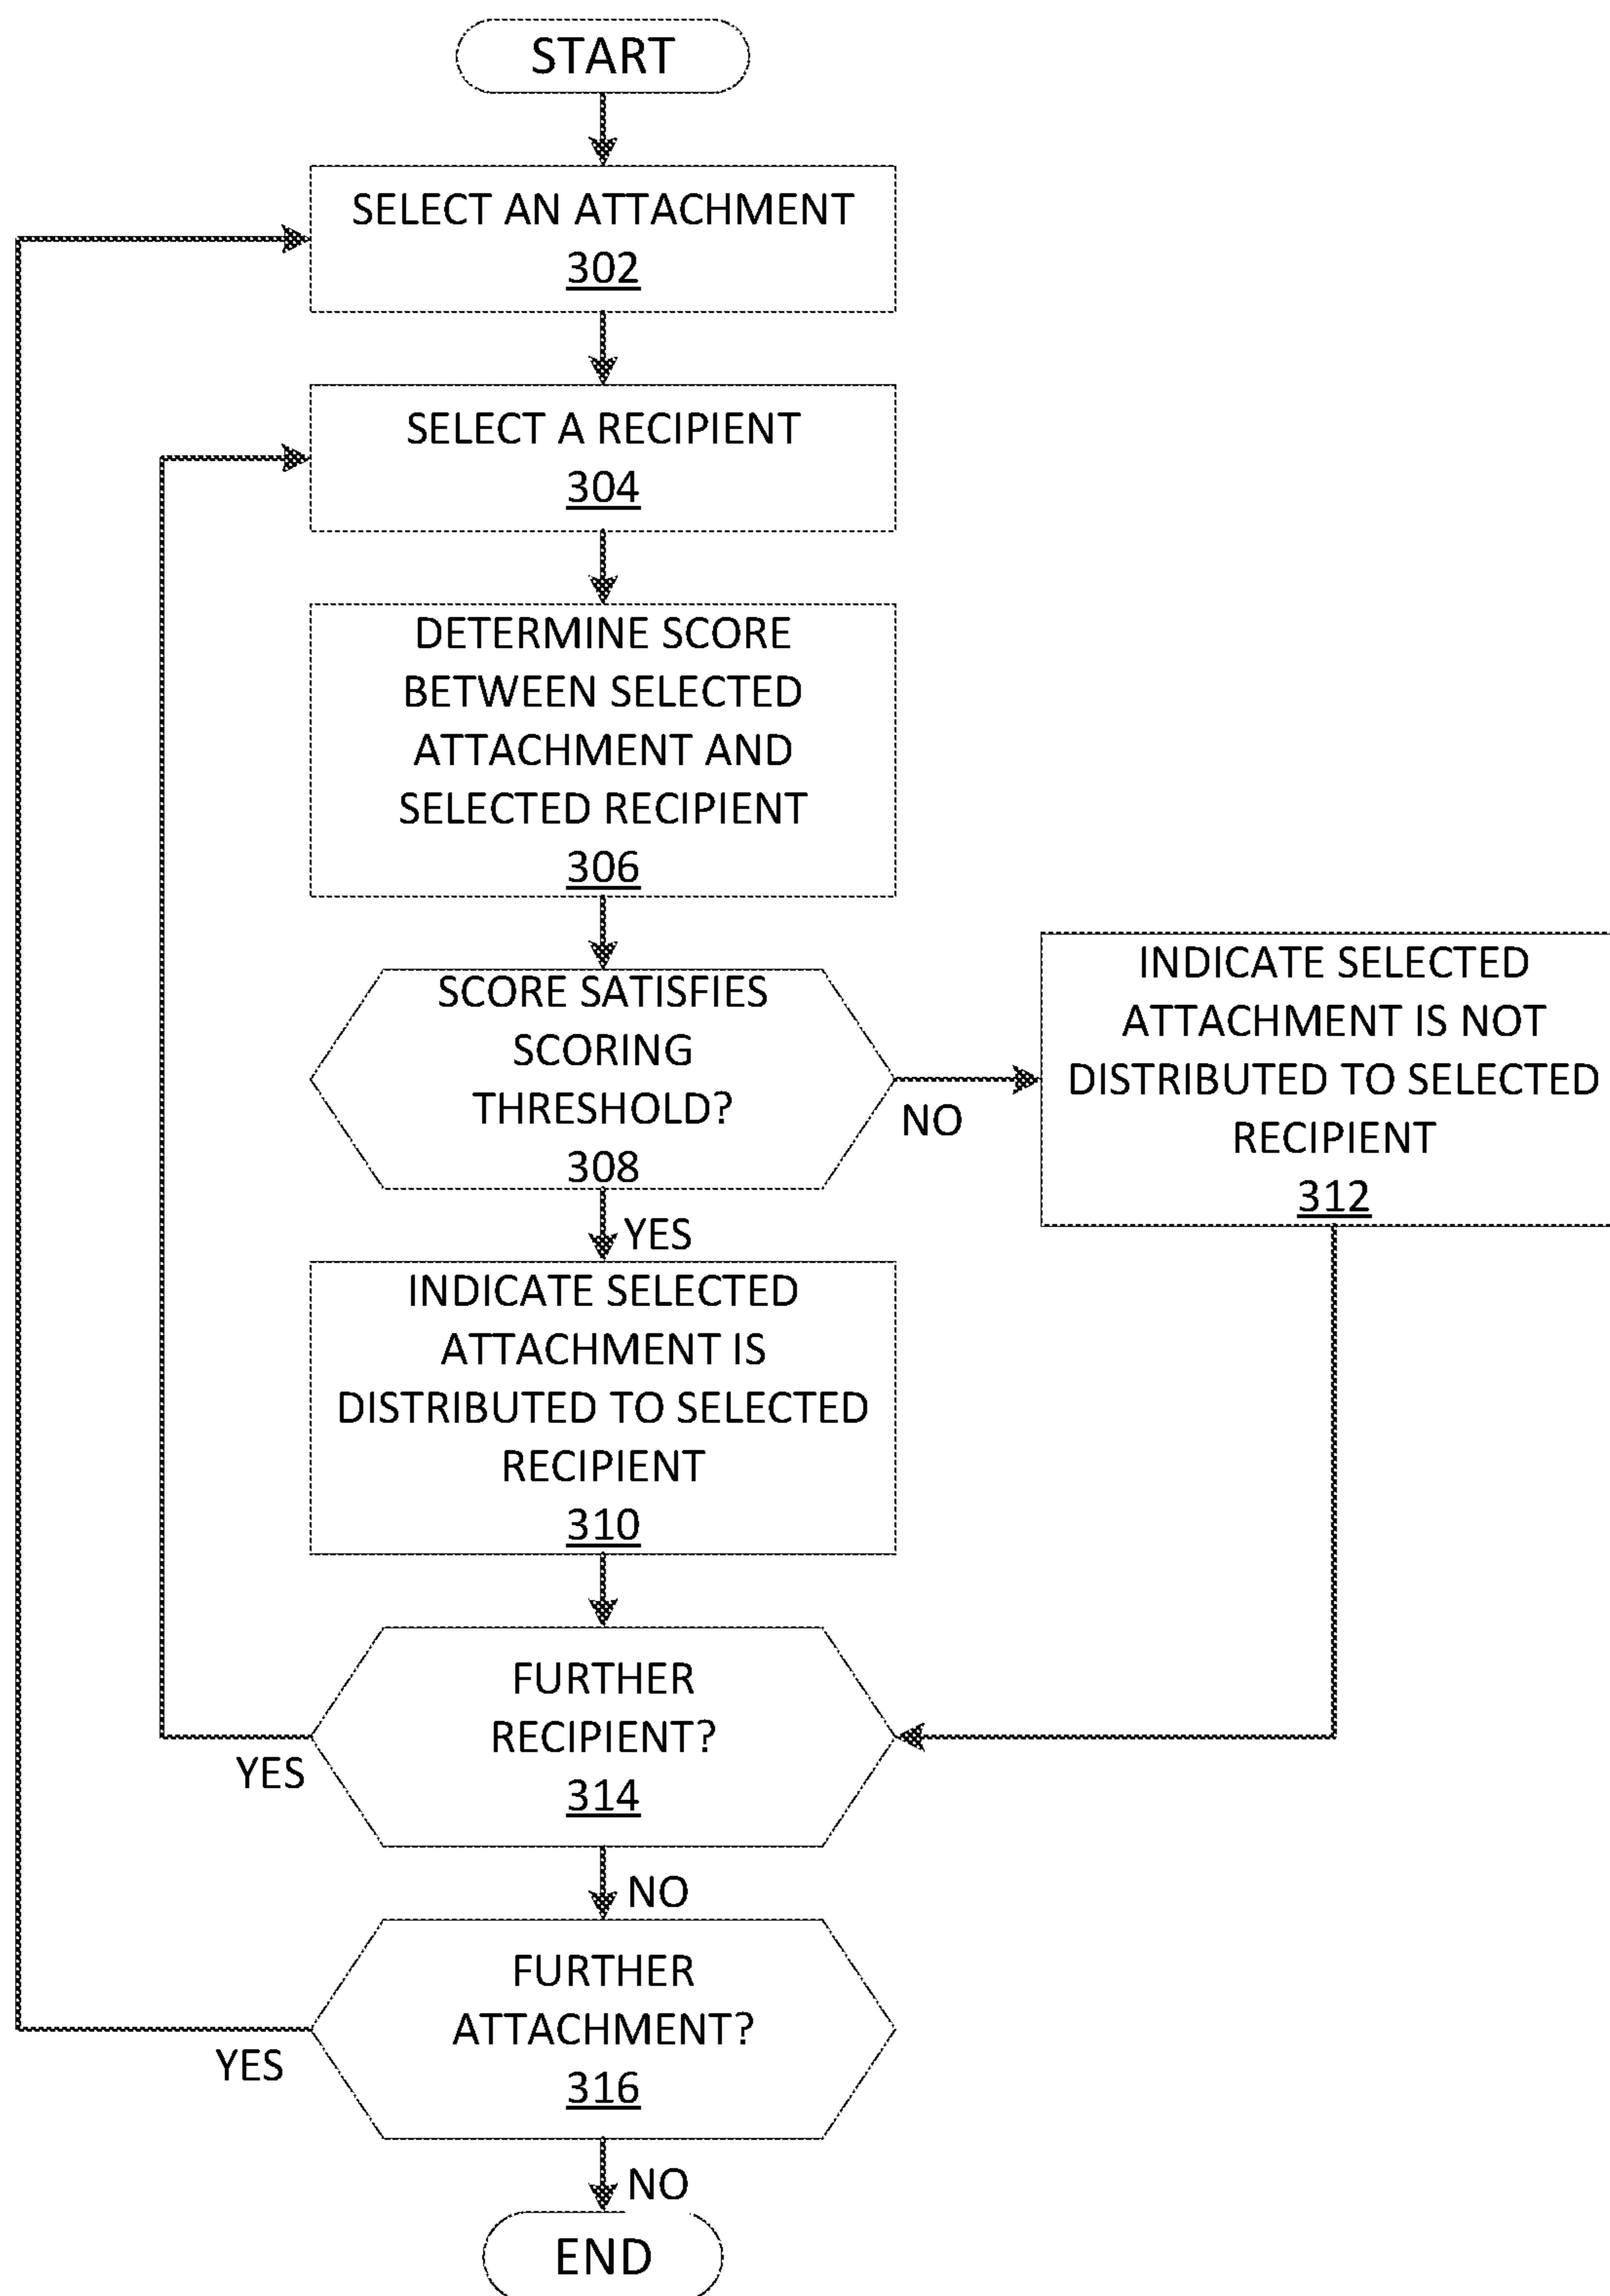 START
SELECT AN ATTACHMENT
302
SELECT A RECIPIENT
304
DETERMINE SCORE
BETWEEN SELECTED
ATTACHMENT AND
SELECTED RECIPIENT
306
SCORE SATISFIES
SCORING
THRESHOLD?
308
NO
INDICATE SELECTED
ATTACHMENT IS NOT
DISTRIBUTED TO SELECTED
RECIPIENT
312
YES
INDICATE SELECTED
ATTACHMENT IS
DISTRIBUTED TO SELECTED
RECIPIENT
310
FURTHER
RECIPIENT?
314
YES
NO
FURTHER
ATTACHMENT?
316
YES
NO
END